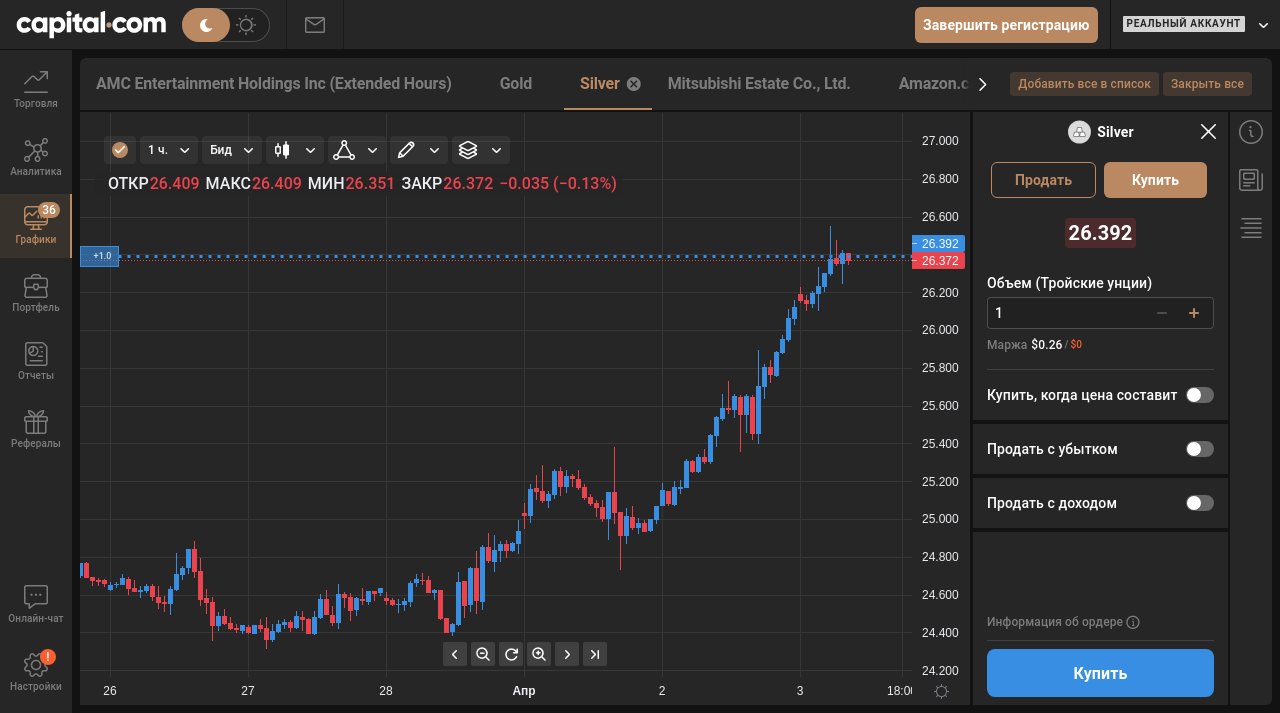 capital.com
Завершить регистрацию
РЕАЛЬНЫЙ АККАУНТ
Торговля
Аналитика
36
Графики
Портфель
Отчеты
Рефералы
Онлайн-чат
!
Настройки
AMC Entertainment Holdings Inc (Extended Hours)
Gold
Silver
Mitsubishi Estate Co., Ltd.
Amazon.c
Добавить все в список
Закрыть все
1 ч.
Бид
ОТКР26.409 МАКС26.409 МИН26.351 ЗАКР26.372 −0.035 (−0.13%)
+1.0
27.000
26.800
26.600
26.392
26.372
26.200
26.000
25.800
25.600
25.400
25.200
25.000
24.800
24.600
24.400
24.200
26
27
28
Апр
2
3
18:00
Silver
Продать
Купить
26.392
Объем (Тройские унции)
1
Маржа $0.26 / $0
Купить, когда цена составит
Продать с убытком
Продать с доходом
Информация об ордере
Купить